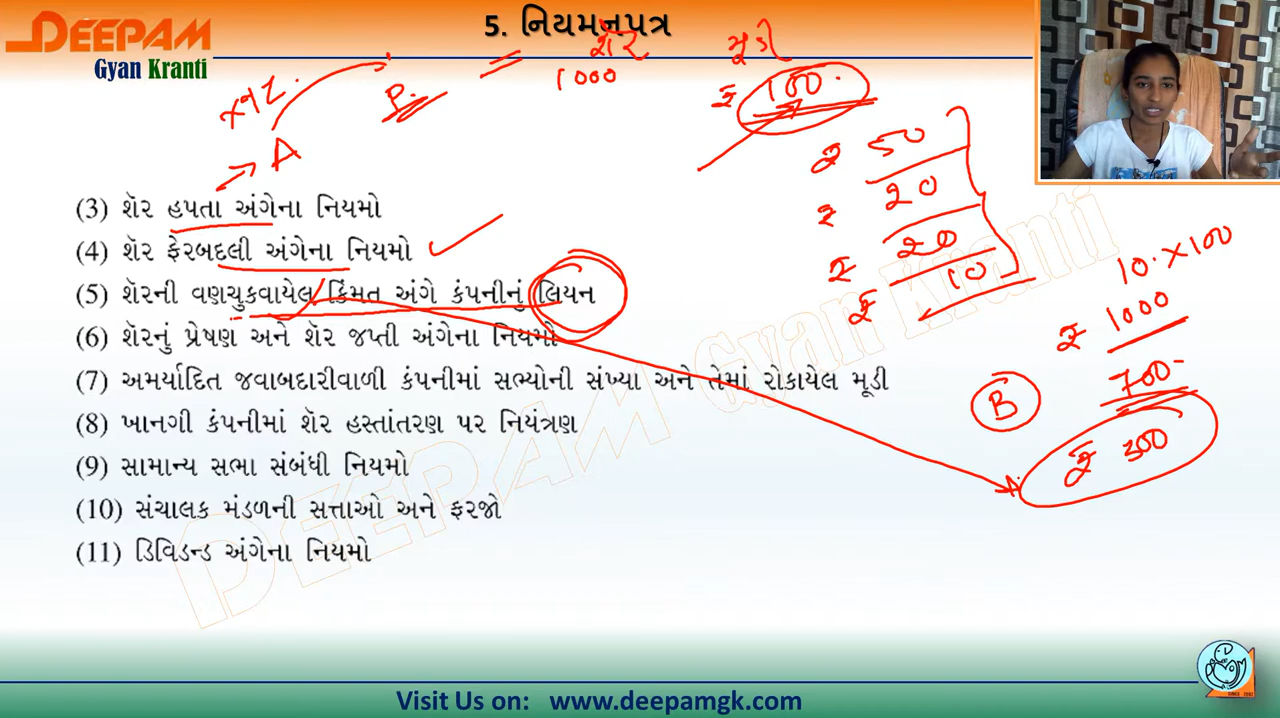 DEEPAM
Gyan Kranti
5. નિયમનપત્ર
શેર
મૂડી
1000
₹ 100
XYZ
P.
A
₹ 50
₹ 20
₹ 20
₹ 10
(3) શૅર હપતા અંગેના નિયમો
(4) શૅર ફેરબદલી અંગેના નિયમો
(5) શૅરની વણચુકવાયેલ કિંમત અંગે કંપનીનું લિયન
(6) શૅરનું પ્રેષણ અને શૅર જપ્તી અંગેના નિયમો
(7) અમર્યાદિત જવાબદારીવાળી કંપનીમાં સભ્યોની સંખ્યા અને તેમાં રોકાયેલ મૂડી
(8) ખાનગી કંપનીમાં શૅર હસ્તાંતરણ પર નિયંત્રણ
(9) સામાન્ય સભા સંબંધી નિયમો
(10) સંચાલક મંડળની સત્તાઓ અને ફરજો
(11) ડિવિડન્ડ અંગેના નિયમો
10 × 100
₹ 1000
700
B
₹ 300
DEEPAM Gyan Kranti
Visit Us on: www.deepamgk.com